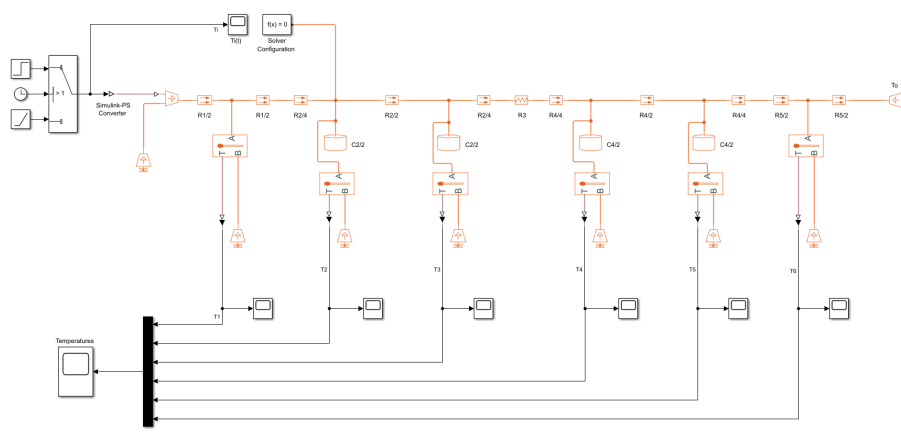 Ti
Ti(t)
f(x) = 0
Solver
Configuration
> 1
Simulink-PS
Converter
To
R1/2
R1/2
R2/4
R2/2
R2/4
R3
R4/4
R4/2
R4/4
R5/2
R5/2
C2/2
C2/2
C4/2
C4/2
A
B
T
A
B
T
A
B
T
A
B
T
A
B
T
A
B
T
T1
T2
T3
T4
T5
T6
Temperatures